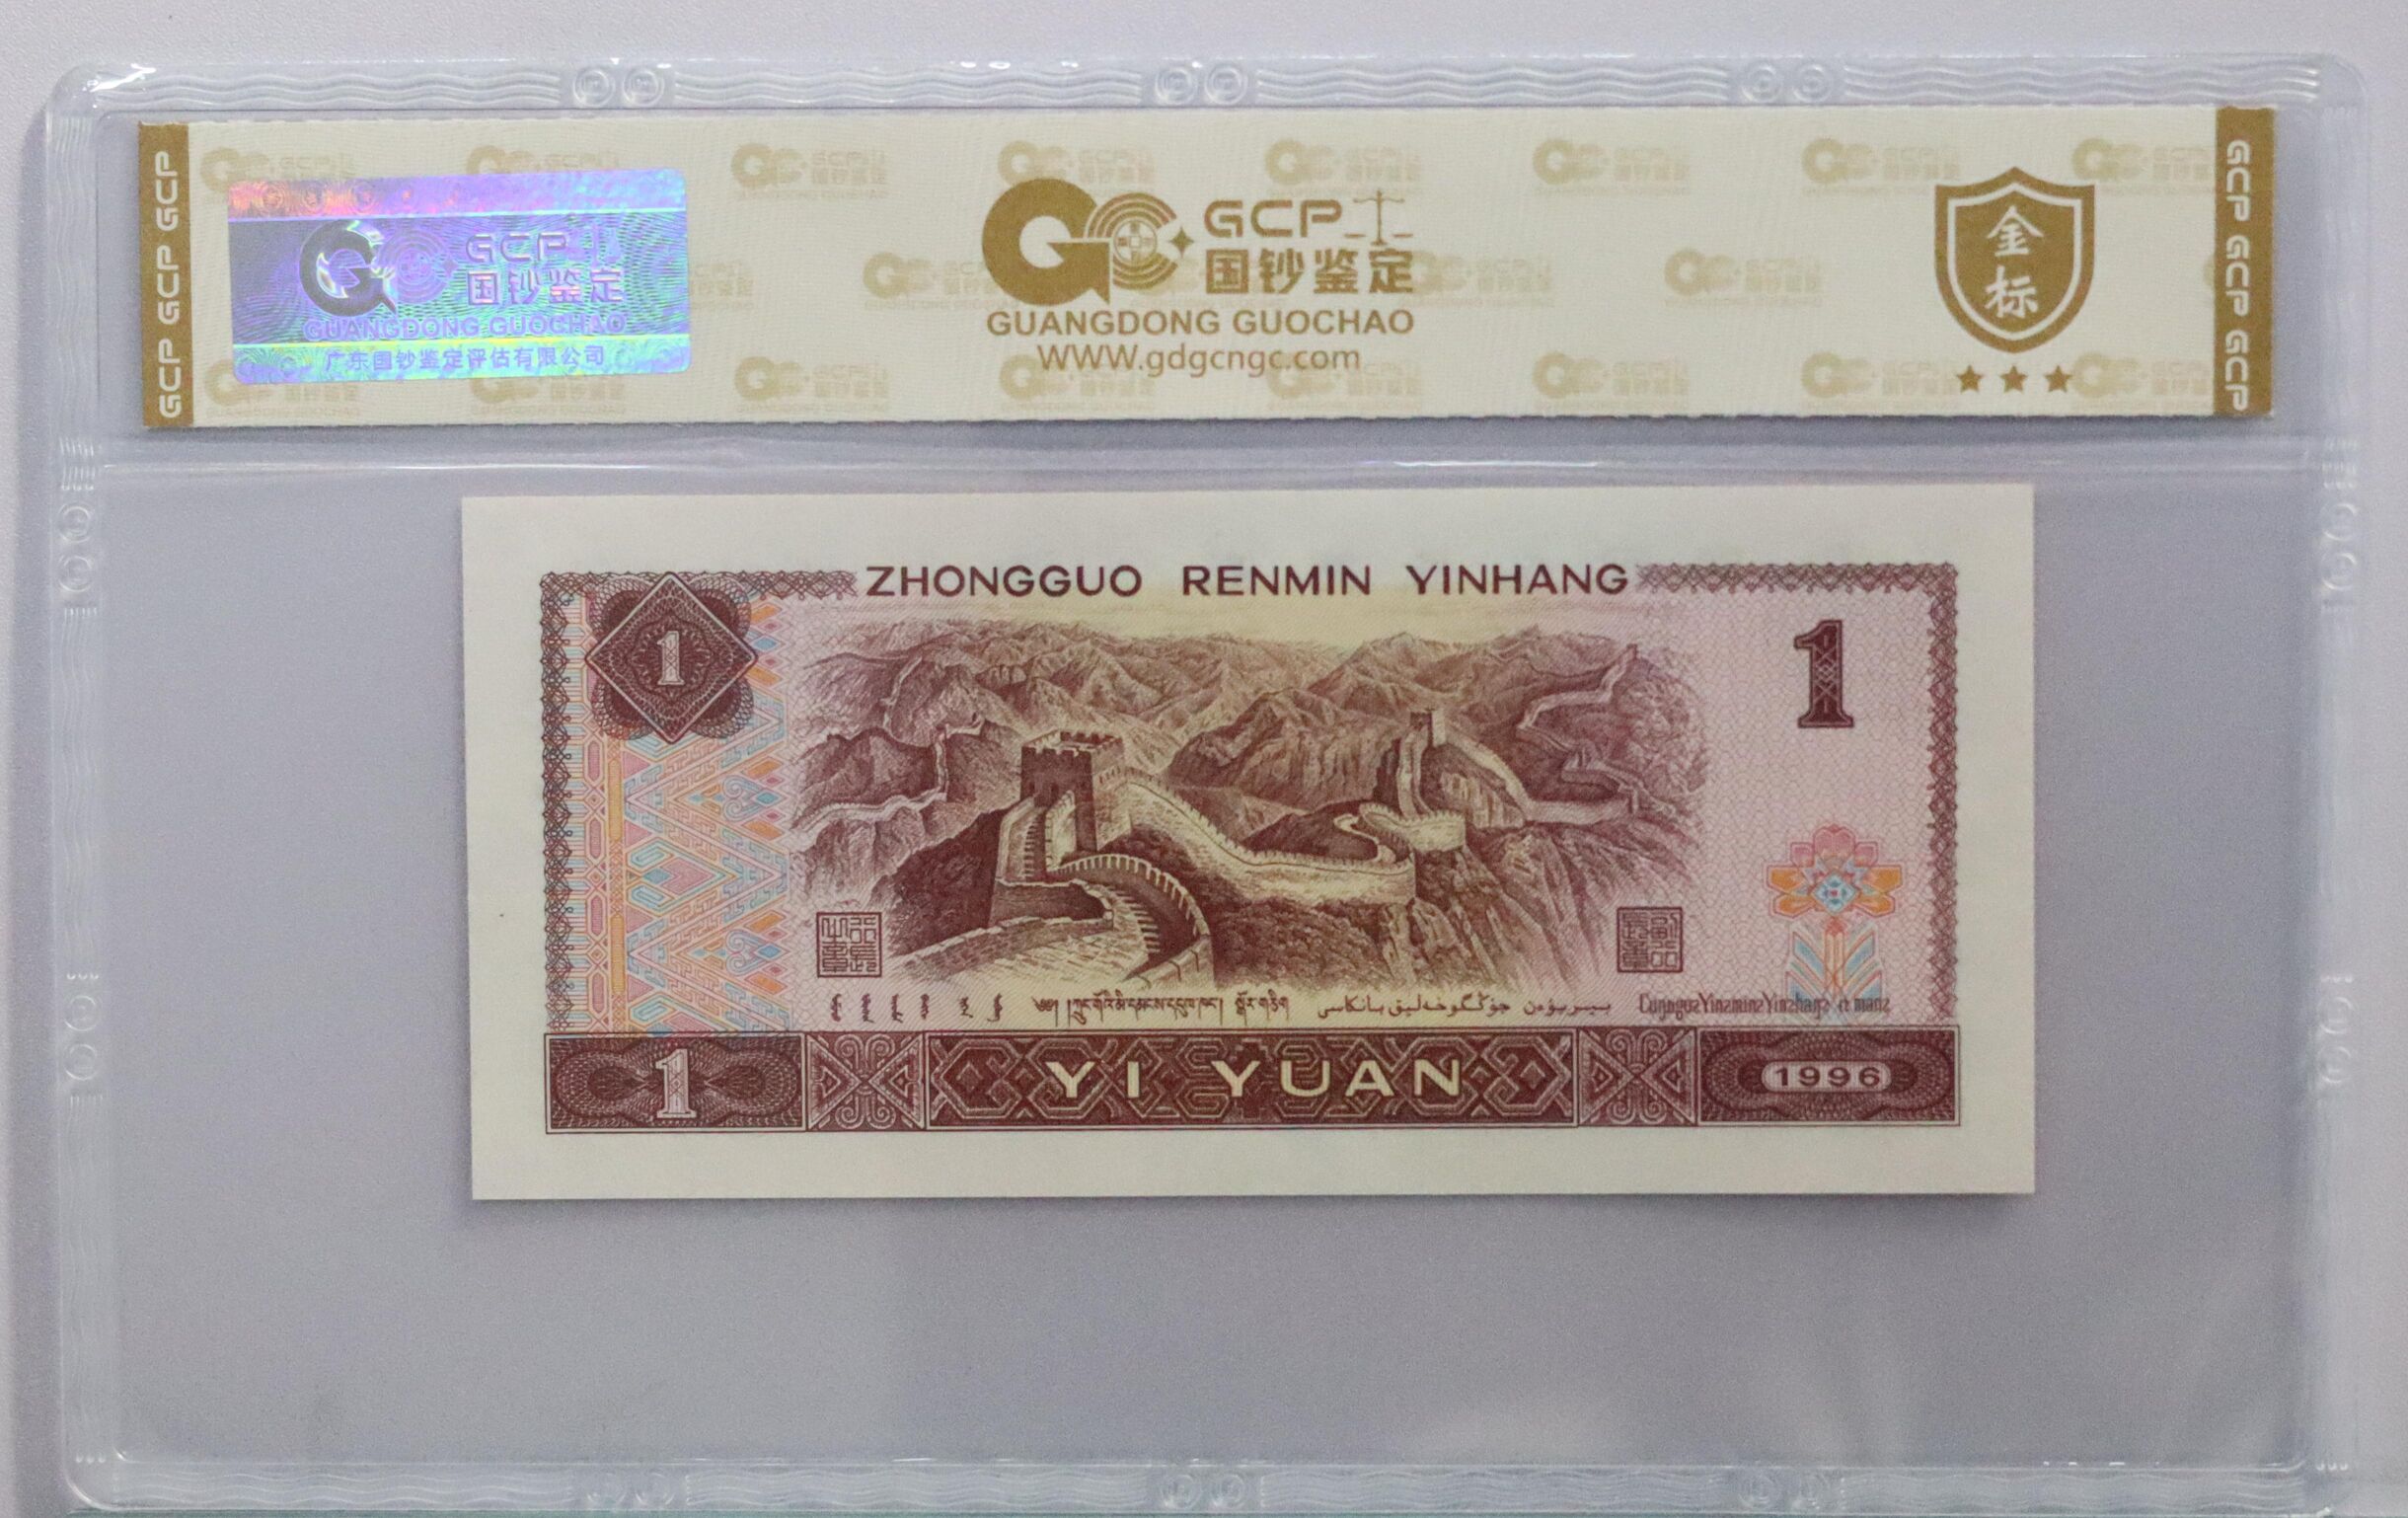 GCP GCP GCP
GCP
国钞鉴定
GUANGDONG GUOCHAO
广东国钞鉴定评估有限公司
GCP
国钞鉴定
GUANGDONG GUOCHAO
WWW.gdgcngc.com
金
标
GCP GCP GCP
ZHONGGUO RENMIN YINHANG
1
1
1
YI YUAN
1996